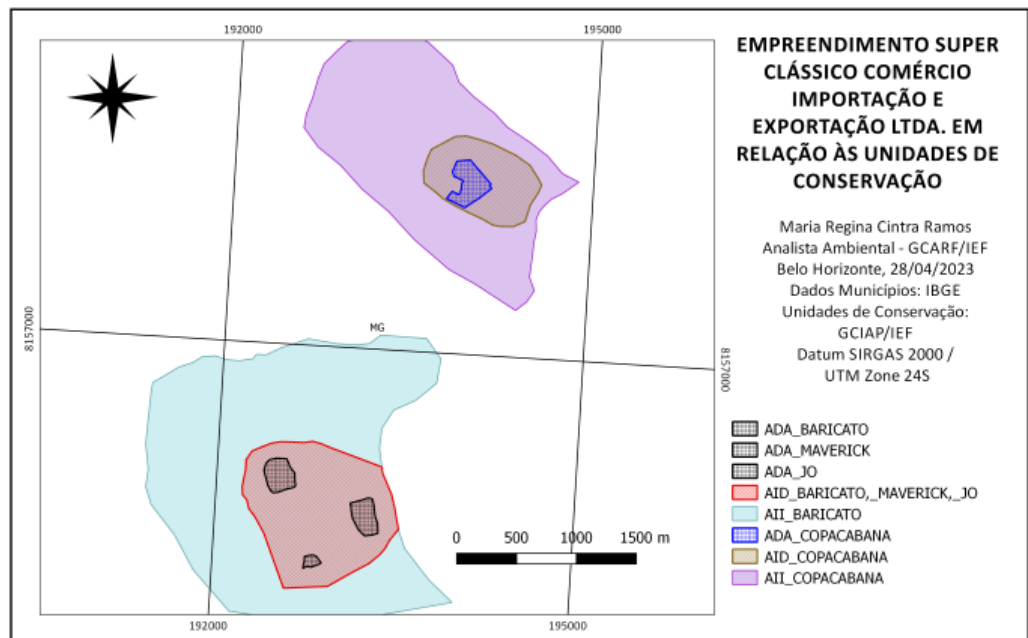 192000
195000
8157000
MG
8157000
0 500 1000 1500 m
192000
195000
EMPREENDIMENTO SUPER
CLÁSSICO COMÉRCIO
IMPORTAÇÃO E
EXPORTAÇÃO LTDA. EM
RELAÇÃO ÀS UNIDADES DE
CONSERVAÇÃO
Maria Regina Cintra Ramos
Analista Ambiental - GCARF/IEF
Belo Horizonte, 28/04/2023
Dados Municípios: IBGE
Unidades de Conservação:
GCIAP/IEF
Datum SIRGAS 2000 /
UTM Zone 24S
ADA_BARICATO
ADA_MAVERICK
ADA_JO
AID_BARICATO,_MAVERICK,_JO
AII_BARICATO
ADA_COPACABANA
AID_COPACABANA
AII_COPACABANA